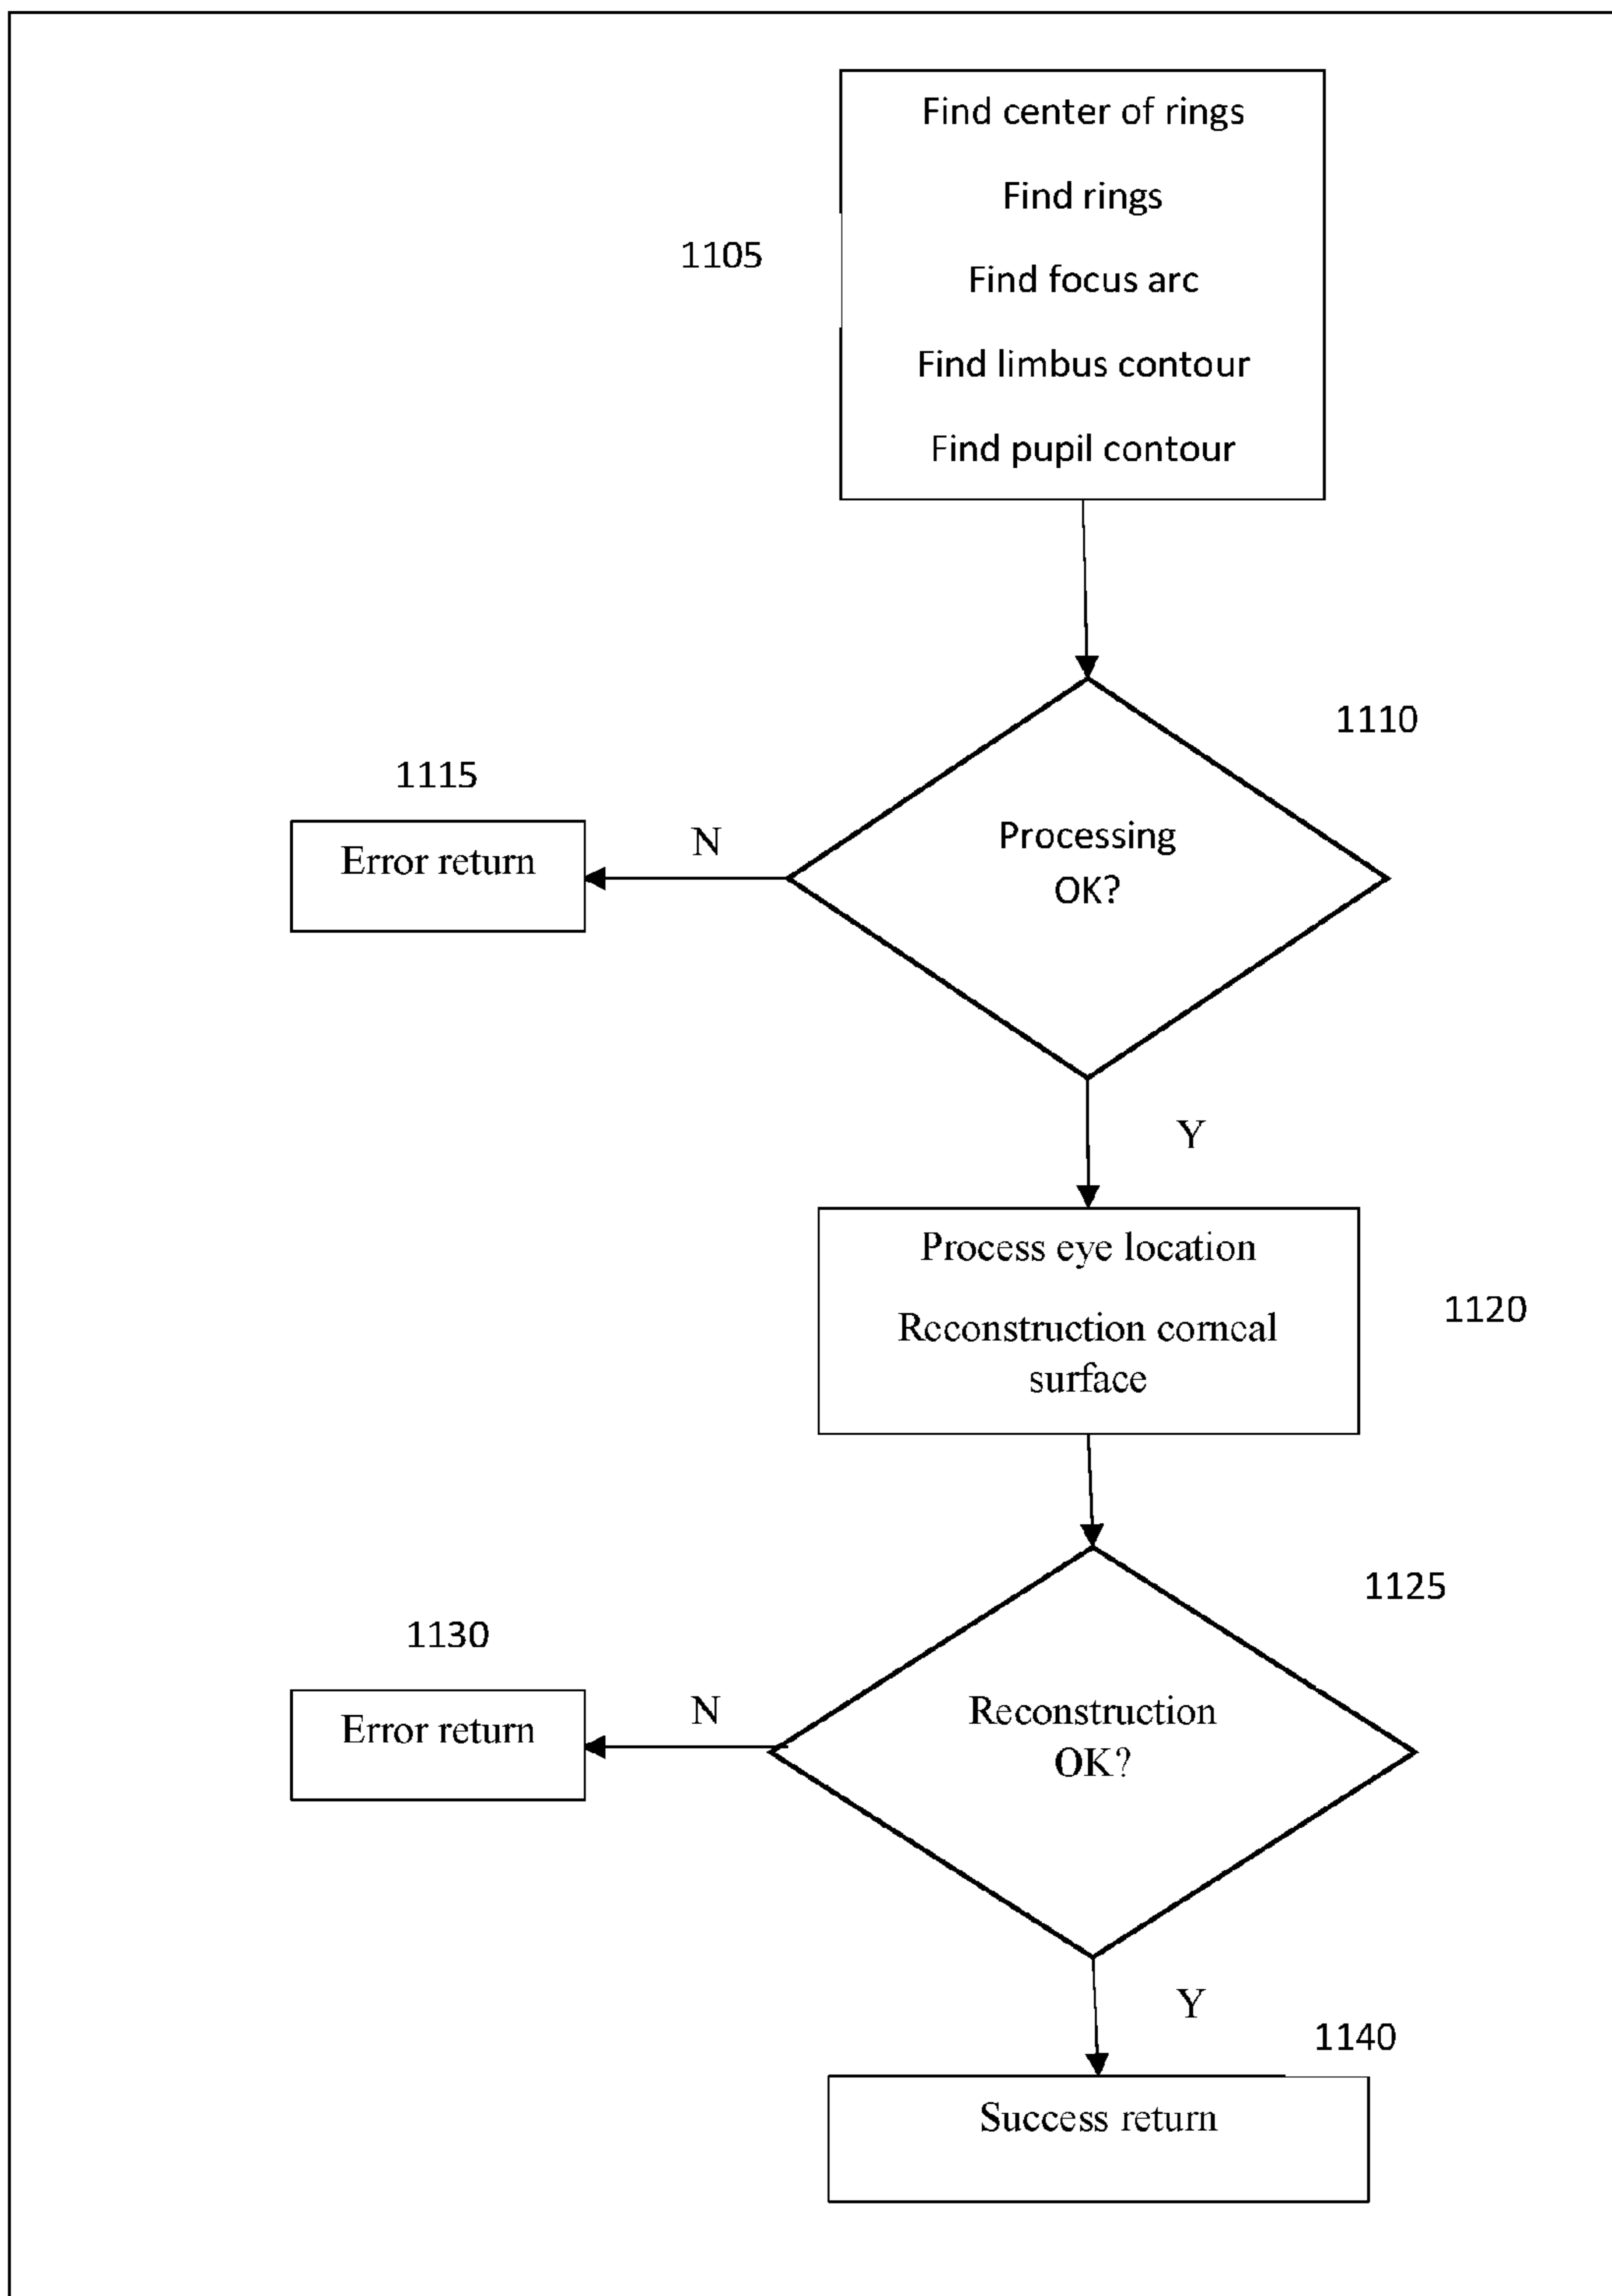 Find center of rings
Find rings
1105
Find focus arc
Find limbus contour
Find pupil contour
1110
1115
Processing
OK?
N
Error return
Y
Process eye location
Reconstruction corneal
surface
1120
1125
1130
Reconstruction
OK?
N
Error return
Y
1140
Success return